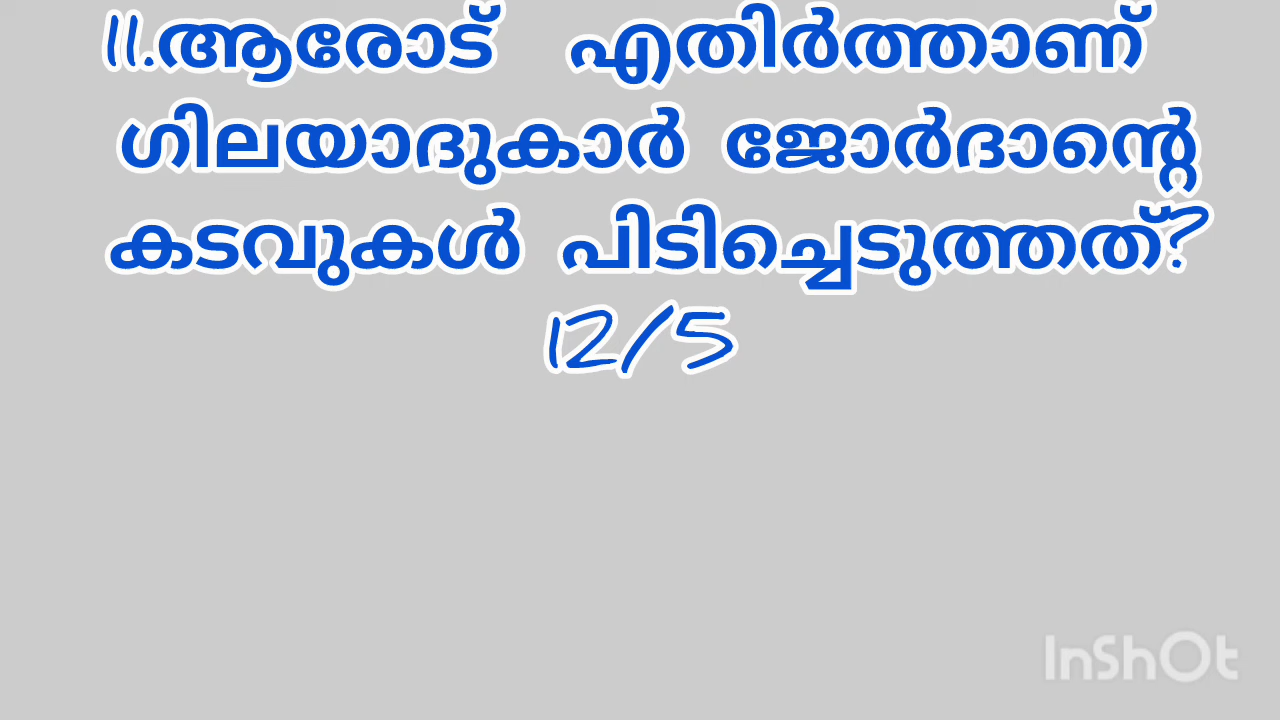 11.ആരോട് എതിർത്താണ്
ഗിലയാദുകാർ ജോർദാന്റെ
കടവുകൾ പിടിച്ചെടുത്തത്?
12/5
InShOt